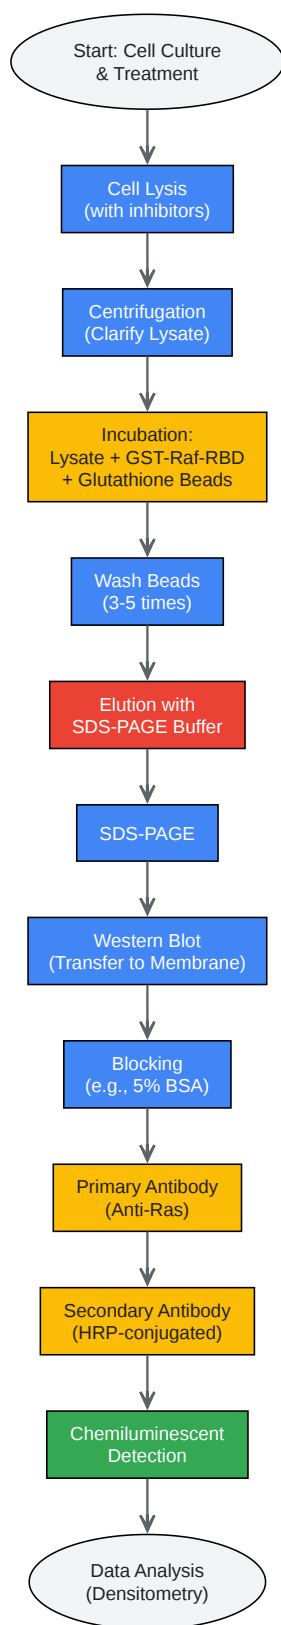 Start: Cell Culture
& Treatment
Cell Lysis
(with inhibitors)
Centrifugation
(Clarify Lysate)
Incubation:
Lysate + GST-Raf-RBD
+ Glutathione Beads
Wash Beads
(3-5 times)
Elution with
SDS-PAGE Buffer
SDS-PAGE
Western Blot
(Transfer to Membrane)
Blocking
(e.g., 5% BSA)
Primary Antibody
(Anti-Ras)
Secondary Antibody
(HRP-conjugated)
Chemiluminescent
Detection
Data Analysis
(Densitometry)